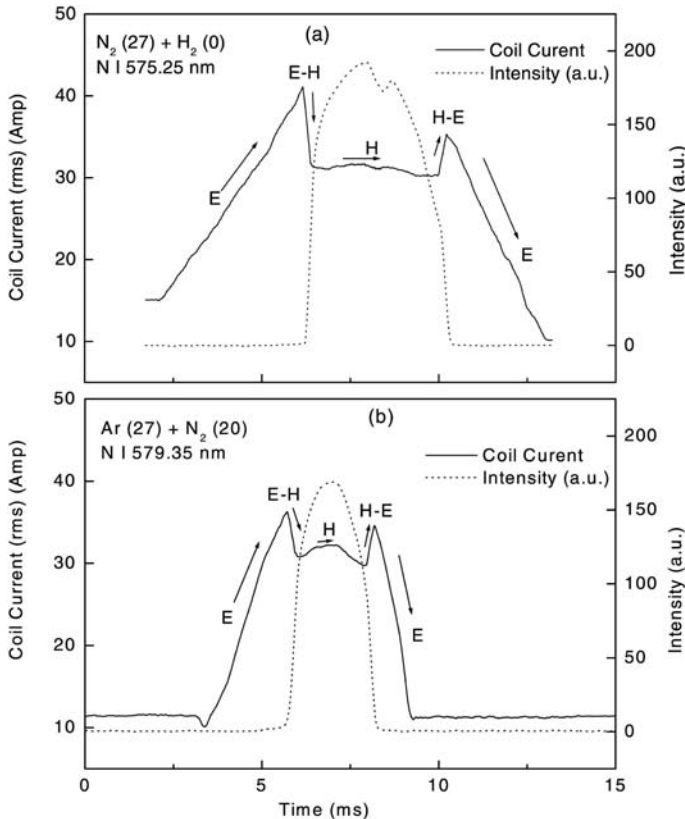 N₂ (27) + H₂ (0)
N I 575.25 nm
(a)
Coil Curent
Intensity (a.u.)
E-H
H
H-E
E
E
50
40
30
20
10
Coil Current (rms) (Amp)
200
150
100
50
0
Intensity (a.u.)
Ar (27) + N₂ (20)
N I 579.35 nm
(b)
Coil Curent
Intensity (a.u.)
E-H
H
H-E
E
E
50
40
30
20
10
Coil Current (rms) (Amp)
200
150
100
50
0
Intensity (a.u.)
0 5 10 15
Time (ms)